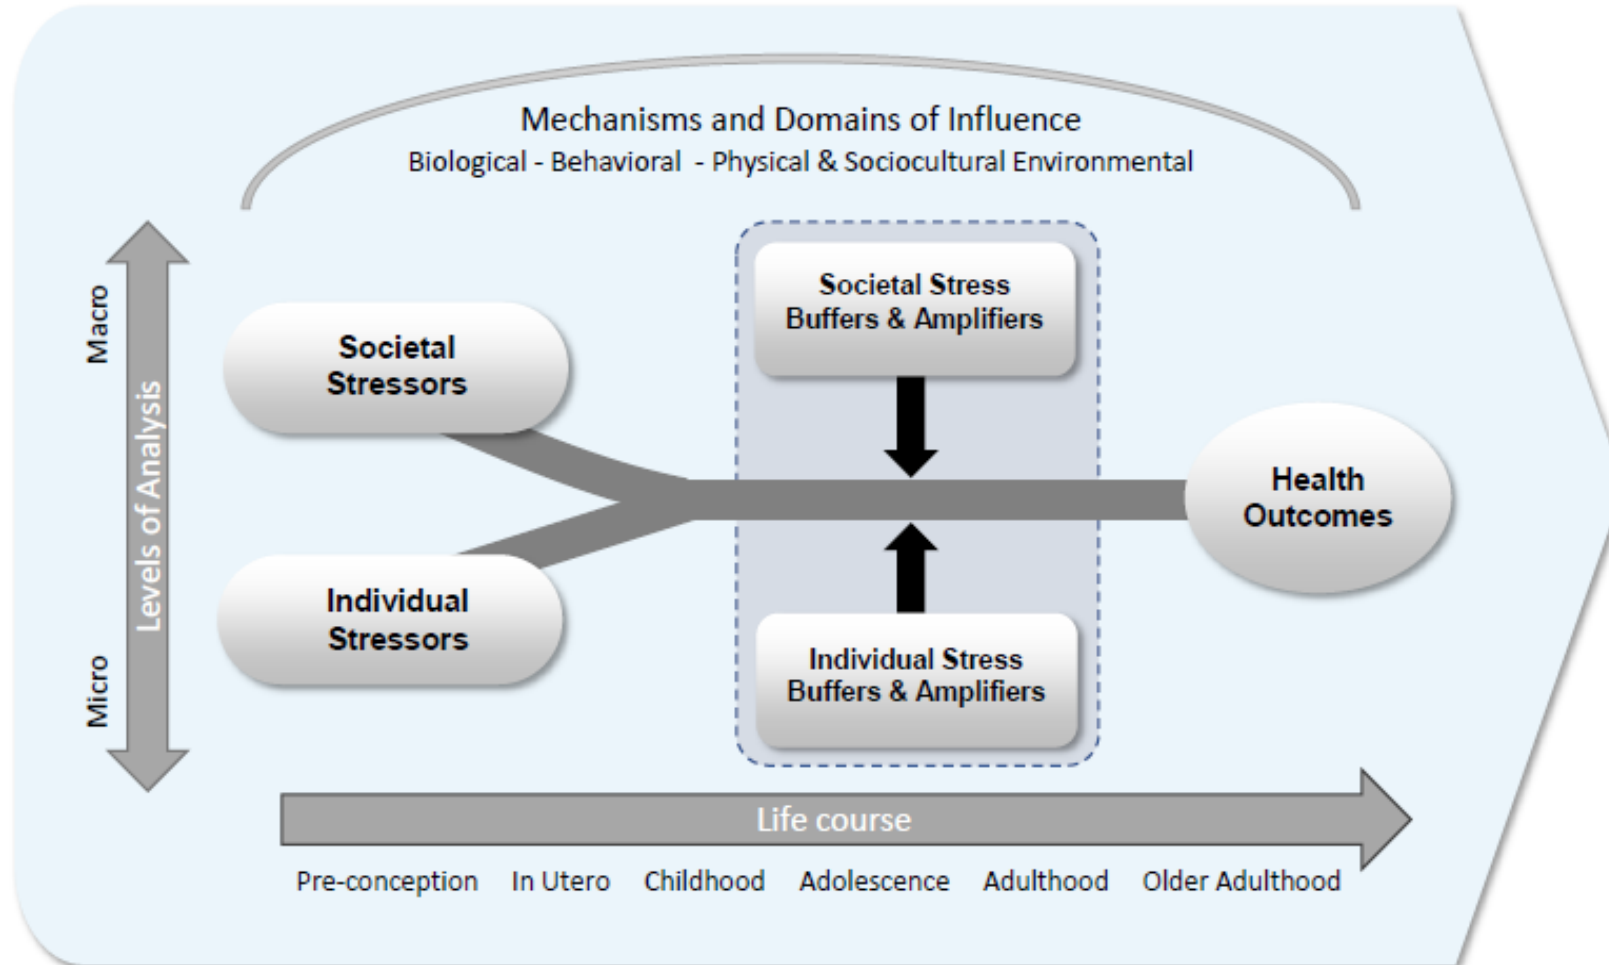 Mechanisms and Domains of Influence
Biological - Behavioral - Physical & Sociocultural Environmental
Macro
Levels of Analysis
Micro
Societal
Stressors
Individual
Stressors
Societal Stress
Buffers & Amplifiers
Individual Stress
Buffers & Amplifiers
Health
Outcomes
Life course
Pre-conception In Utero Childhood Adolescence Adulthood Older Adulthood